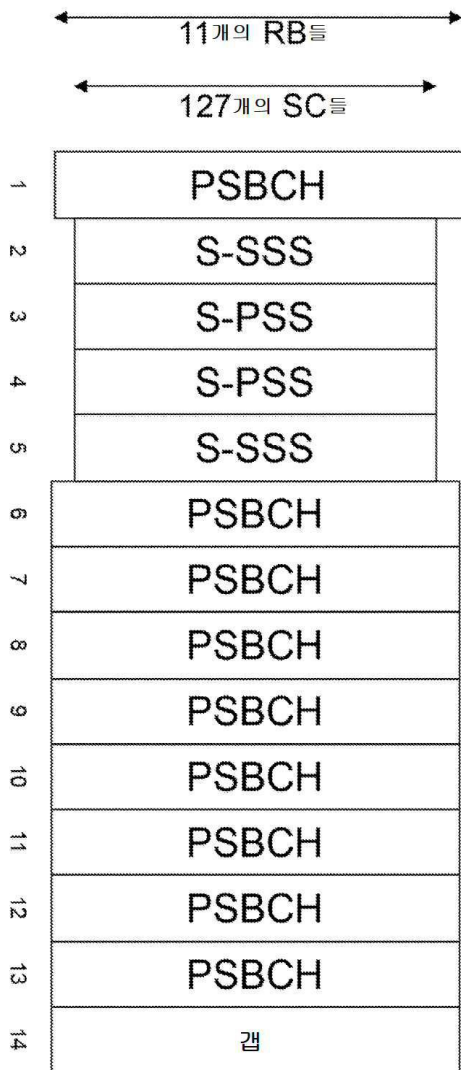 11개의 RB들
127개의 SC들
1 PSBCH
2 S-SSS
3 S-PSS
4 S-PSS
5 S-SSS
6 PSBCH
7 PSBCH
8 PSBCH
9 PSBCH
10 PSBCH
11 PSBCH
12 PSBCH
13 PSBCH
14 갭